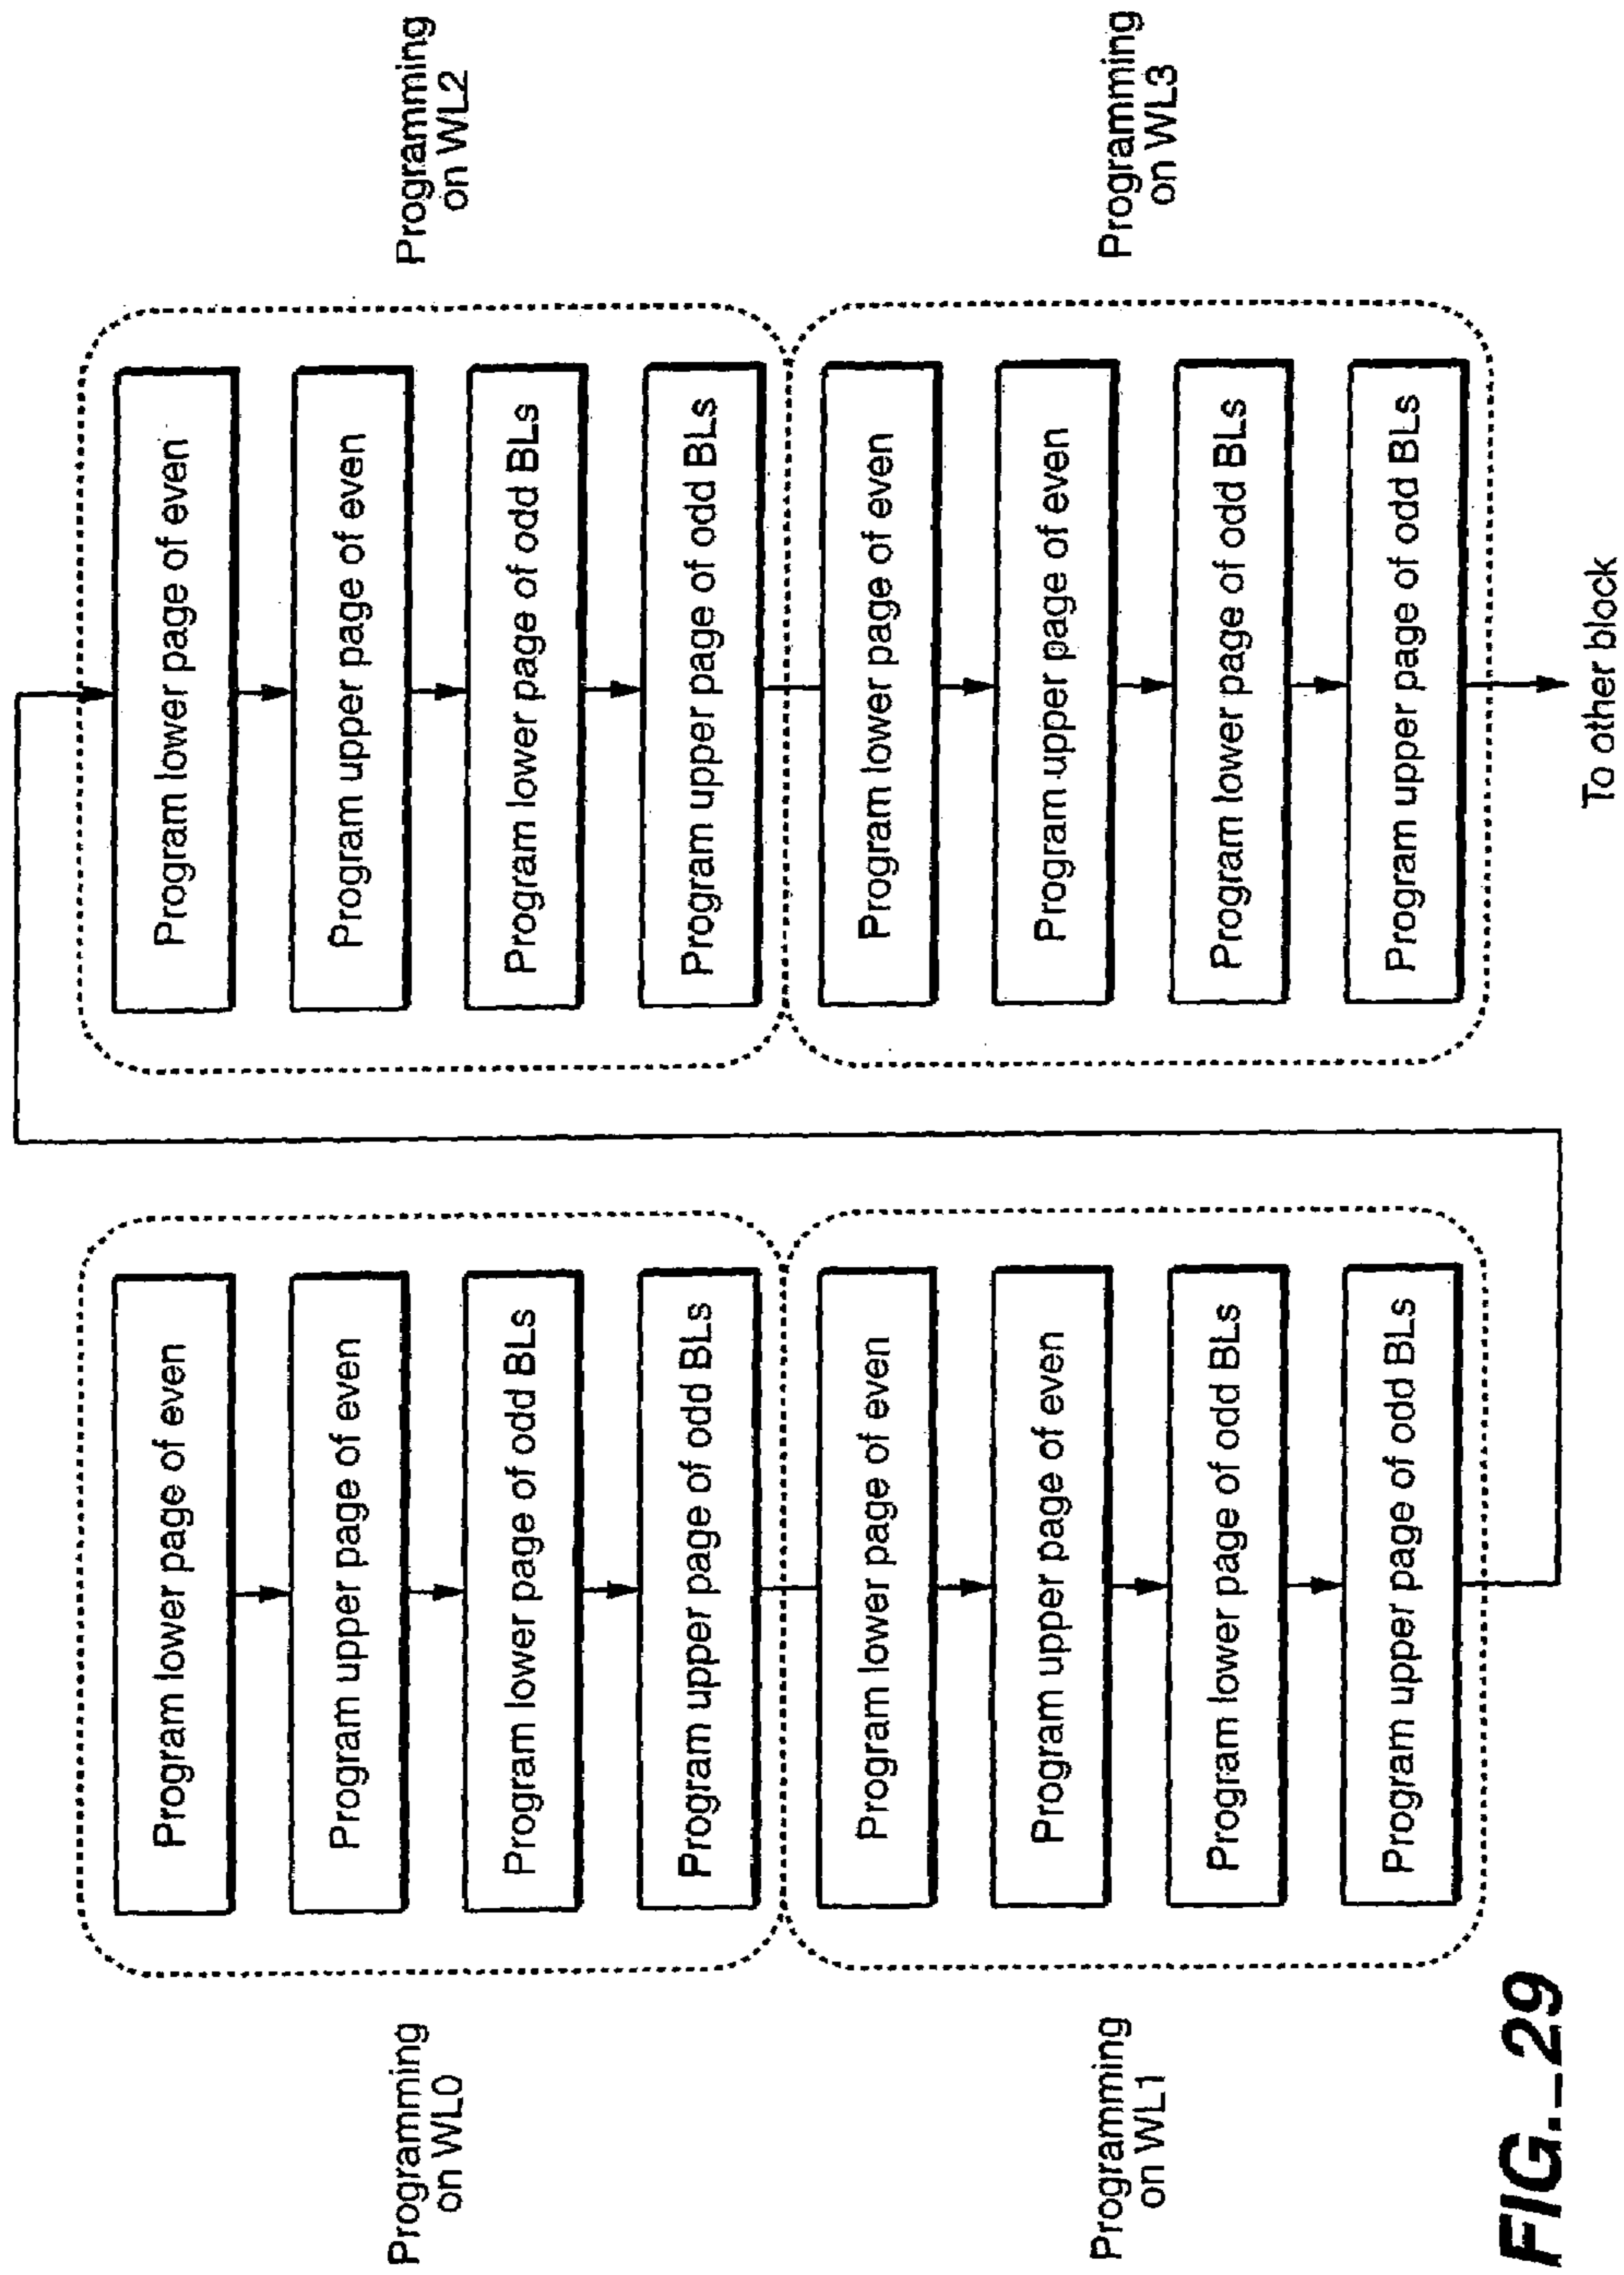 Programming
on WL0
Program lower page of even
Program upper page of even
Program lower page of odd BLs
Program upper page of odd BLs
Programming
on WL1
Program lower page of even
Program upper page of even
Program lower page of odd BLs
Program upper page of odd BLs
Programming
on WL2
Program lower page of even
Program upper page of even
Program lower page of odd BLs
Program upper page of odd BLs
Programming
on WL3
Program lower page of even
Program upper page of even
Program lower page of odd BLs
Program upper page of odd BLs
To other block
FIG._29